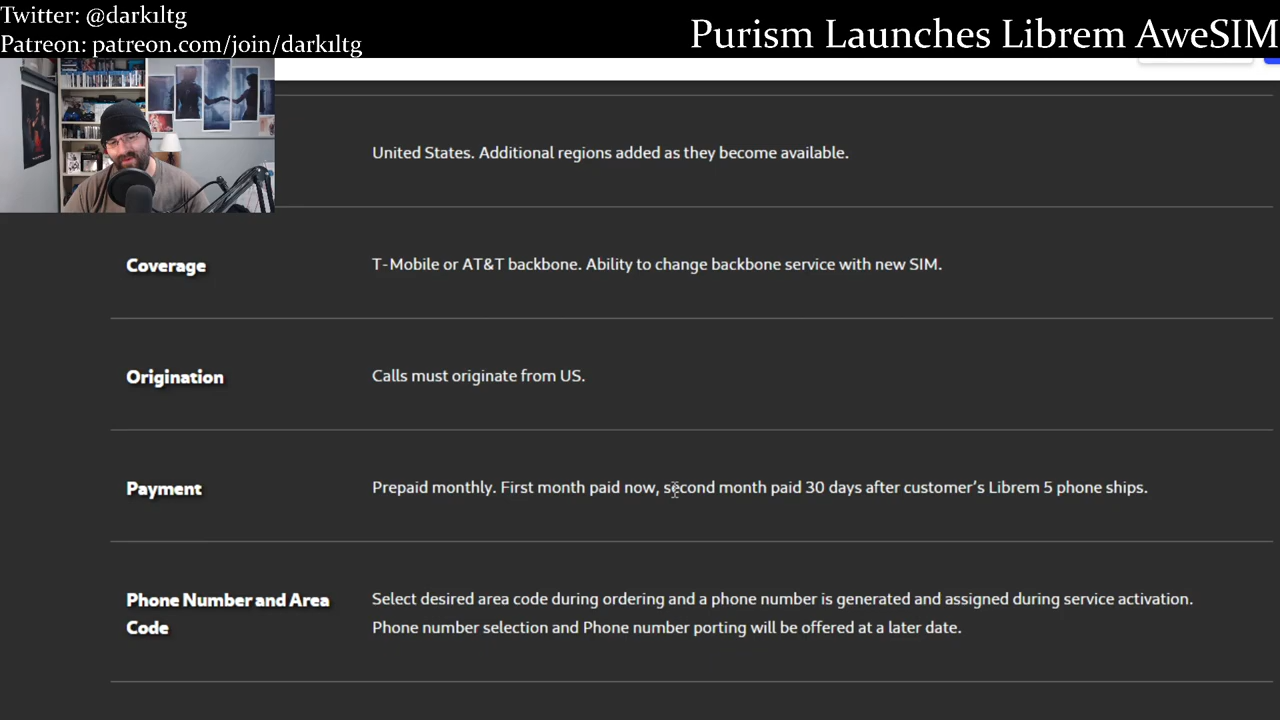 Twitter: @dark1ltg
Patreon: patreon.com/join/dark1ltg
Purism Launches Librem AweSIM
United States. Additional regions added as they become available.
Coverage
T-Mobile or AT&T backbone. Ability to change backbone service with new SIM.
Origination
Calls must originate from US.
Payment
Prepaid monthly. First month paid now, second month paid 30 days after customer’s Librem 5 phone ships.
Phone Number and Area
Code
Select desired area code during ordering and a phone number is generated and assigned during service activation.
Phone number selection and Phone number porting will be offered at a later date.